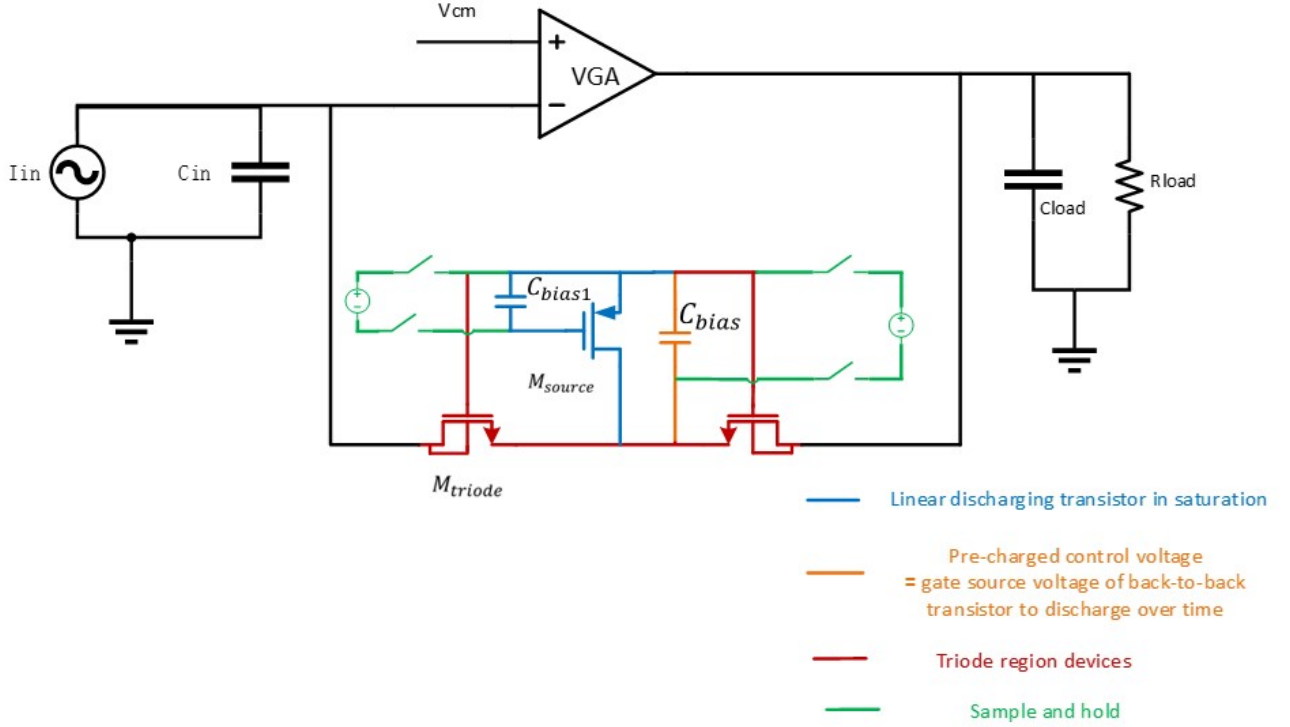 Vcm
+
VGA
−
Iin
Cin
Cload
Rload
+
−
Cbias1
Cbias
+
−
Msource
Mtriode
Linear discharging transistor in saturation
Pre-charged control voltage
= gate source voltage of back-to-back
transistor to discharge over time
Triode region devices
Sample and hold